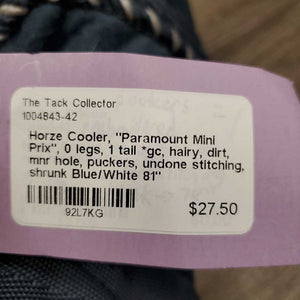 The Tack Collector
1004843-42
Horze Cooler, "Paramount Mini
Prix", 0 legs, 1 tall *gc, hairy, dirt,
mnr hole, puckers, undone stitching,
shrunk Blue/White 81"
92L7KG
$27.50